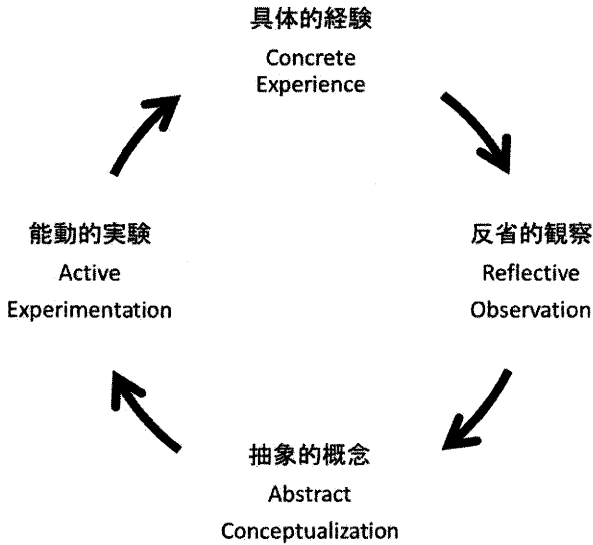 具体的経験
Concrete
Experience
反省的観察
Reflective
Observation
抽象的概念
Abstract
Conceptualization
能動的実験
Active
Experimentation